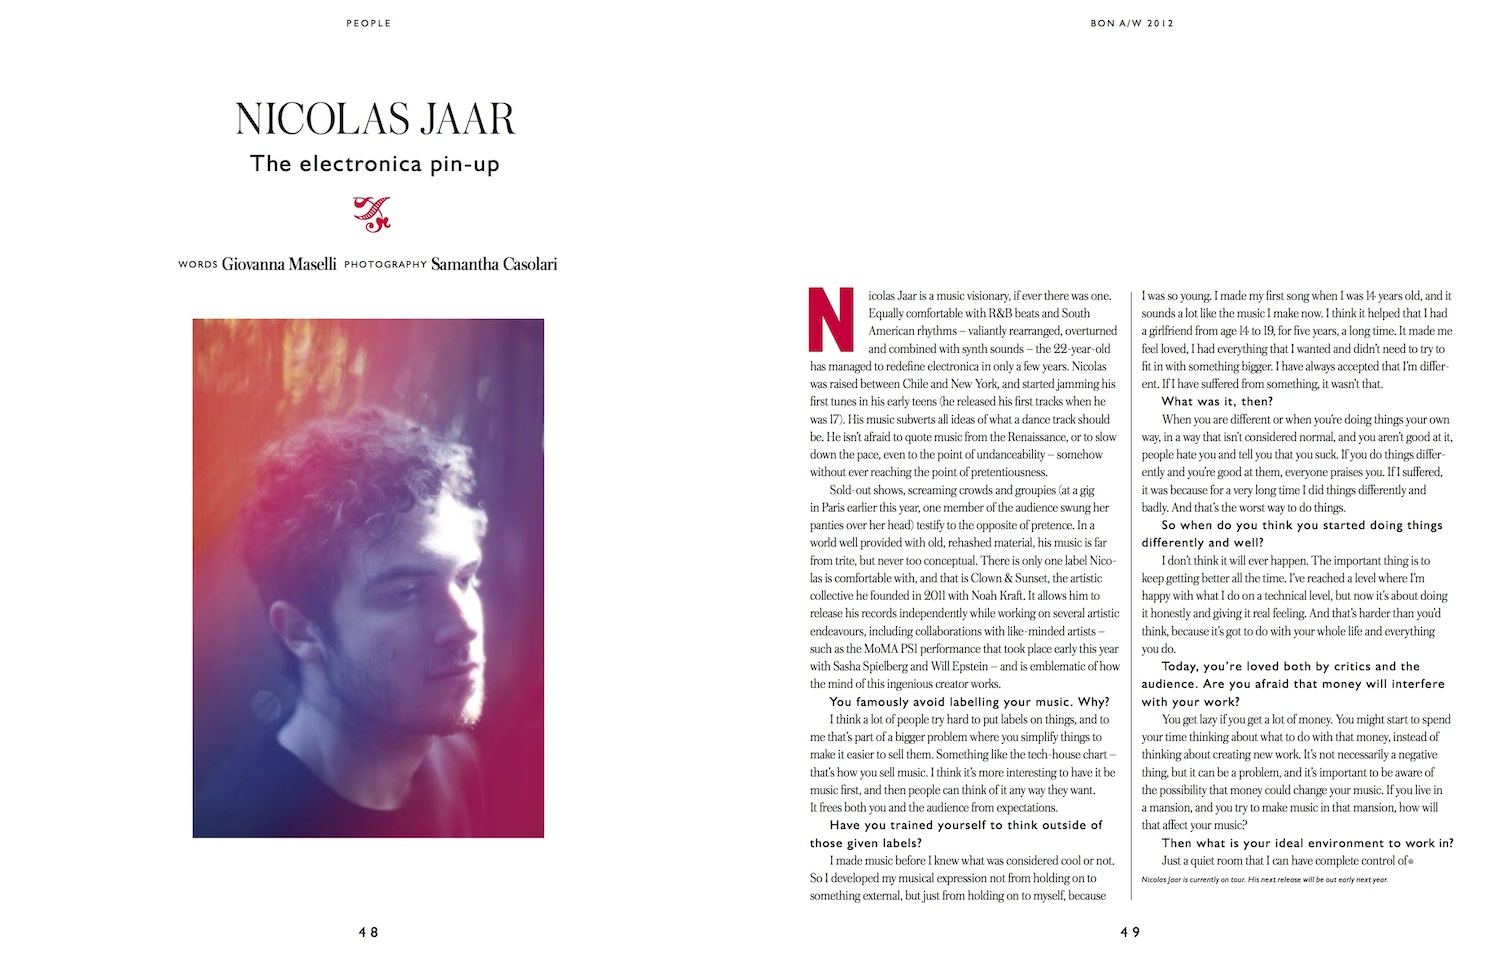 PEOPLE
NICOLAS JAAR
The electronica pin-up
WORDS Giovanna Maselli PHOTOGRAPHY Samantha Casolari
48
BON A/W 2012
Nicolas Jaar is a music visionary, if ever there was one.
Equally comfortable with R&B beats and South
American rhythms – valiantly rearranged, overturned
and combined with synth sounds – the 22-year-old
has managed to redefine electronica in only a few years. Nicolas
was raised between Chile and New York, and started jamming his
first tunes in his early teens (he released his first tracks when he
was 17). His music subverts all ideas of what a dance track should
be. He isn't afraid to quote music from the Renaissance, or to slow
down the pace, even to the point of undanceability – somehow
without ever reaching the point of pretentiousness.
Sold-out shows, screaming crowds and groupies (at a gig
in Paris earlier this year, one member of the audience swung her
panties over her head) testify to the opposite of pretence. In a
world well provided with old, rehashed material, his music is far
from trite, but never too conceptual. There is only one label Nico-
las is comfortable with, and that is Clown & Sunset, the artistic
collective he founded in 2011 with Noah Kraft. It allows him to
release his records independently while working on several artistic
endeavours, including collaborations with like-minded artists –
such as the MoMA PS1 performance that took place early this year
with Sasha Spielberg and Will Epstein – and is emblematic of how
the mind of this ingenious creator works.
You famously avoid labelling your music. Why?
I think a lot of people try hard to put labels on things, and to
me that's part of a bigger problem where you simplify things to
make it easier to sell them. Something like the tech-house chart –
that's how you sell music. I think it's more interesting to have it be
music first, and then people can think of it any way they want.
It frees both you and the audience from expectations.
Have you trained yourself to think outside of
those given labels?
I made music before I knew what was considered cool or not.
So I developed my musical expression not from holding on to
something external, but just from holding on to myself, because
I was so young. I made my first song when I was 14 years old, and it
sounds a lot like the music I make now. I think it helped that I had
a girlfriend from age 14 to 19, for five years, a long time. It made me
feel loved, I had everything that I wanted and didn't need to try to
fit in with something bigger. I have always accepted that I'm differ-
ent. If I have suffered from something, it wasn't that.
What was it, then?
When you are different or when you're doing things your own
way, in a way that isn't considered normal, and you aren't good at it,
people hate you and tell you that you suck. If you do things differ-
ently and you're good at them, everyone praises you. If I suffered,
it was because for a very long time I did things differently and
badly. And that's the worst way to do things.
So when do you think you started doing things
differently and well?
I don't think it will ever happen. The important thing is to
keep getting better all the time. I've reached a level where I'm
happy with what I do on a technical level, but now it's about doing
it honestly and giving it real feeling. And that's harder than you'd
think, because it's got to do with your whole life and everything
you do.
Today, you're loved both by critics and the
audience. Are you afraid that money will interfere
with your work?
You get lazy if you get a lot of money. You might start to spend
your time thinking about what to do with that money, instead of
thinking about creating new work. It's not necessarily a negative
thing, but it can be a problem, and it's important to be aware of
the possibility that money could change your music. If you live in
a mansion, and you try to make music in that mansion, how will
that affect your music?
Then what is your ideal environment to work in?
Just a quiet room that I can have complete control of
Nicolas Jaar is currently on tour. His next release will be out early next year.
49